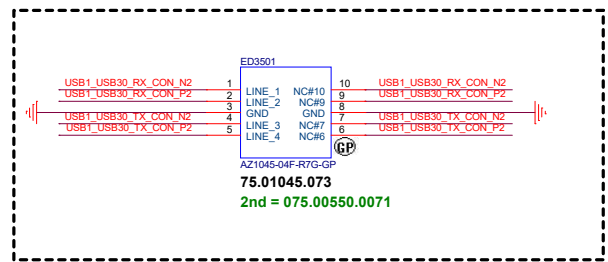 ED3501
USB1_USB30_RX_CON_N2 1 LINE_1 NC#10 10 USB1_USB30_RX_CON_N2
USB1_USB30_RX_CON_P2 2 LINE_2 NC#9 9 USB1_USB30_RX_CON_P2
3 GND GND 8
USB1_USB30_TX_CON_N2 4 LINE_3 NC#7 7 USB1_USB30_TX_CON_N2
USB1_USB30_TX_CON_P2 5 LINE_4 NC#6 6 USB1_USB30_TX_CON_P2
GP
AZ1045-04F-R7G-GP
75.01045.073
2nd = 075.00550.0071